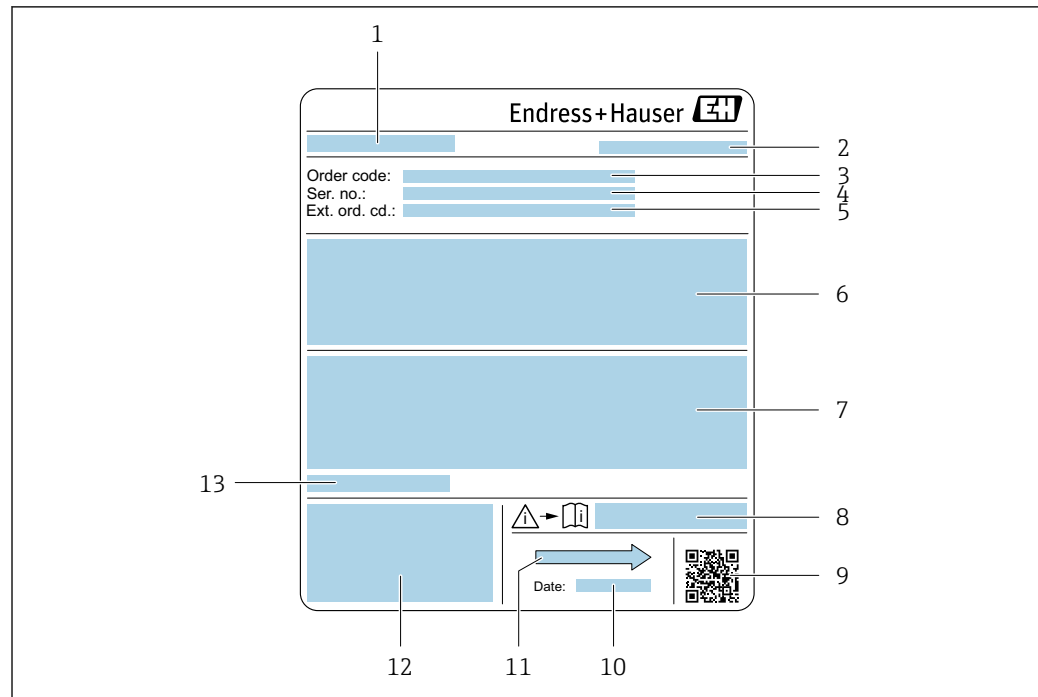 1
Endress+Hauser EH
2
Order code:
3
Ser. no.:
4
Ext. ord. cd.:
5
6
7
13
i i
8
9
11
Date:
12
10